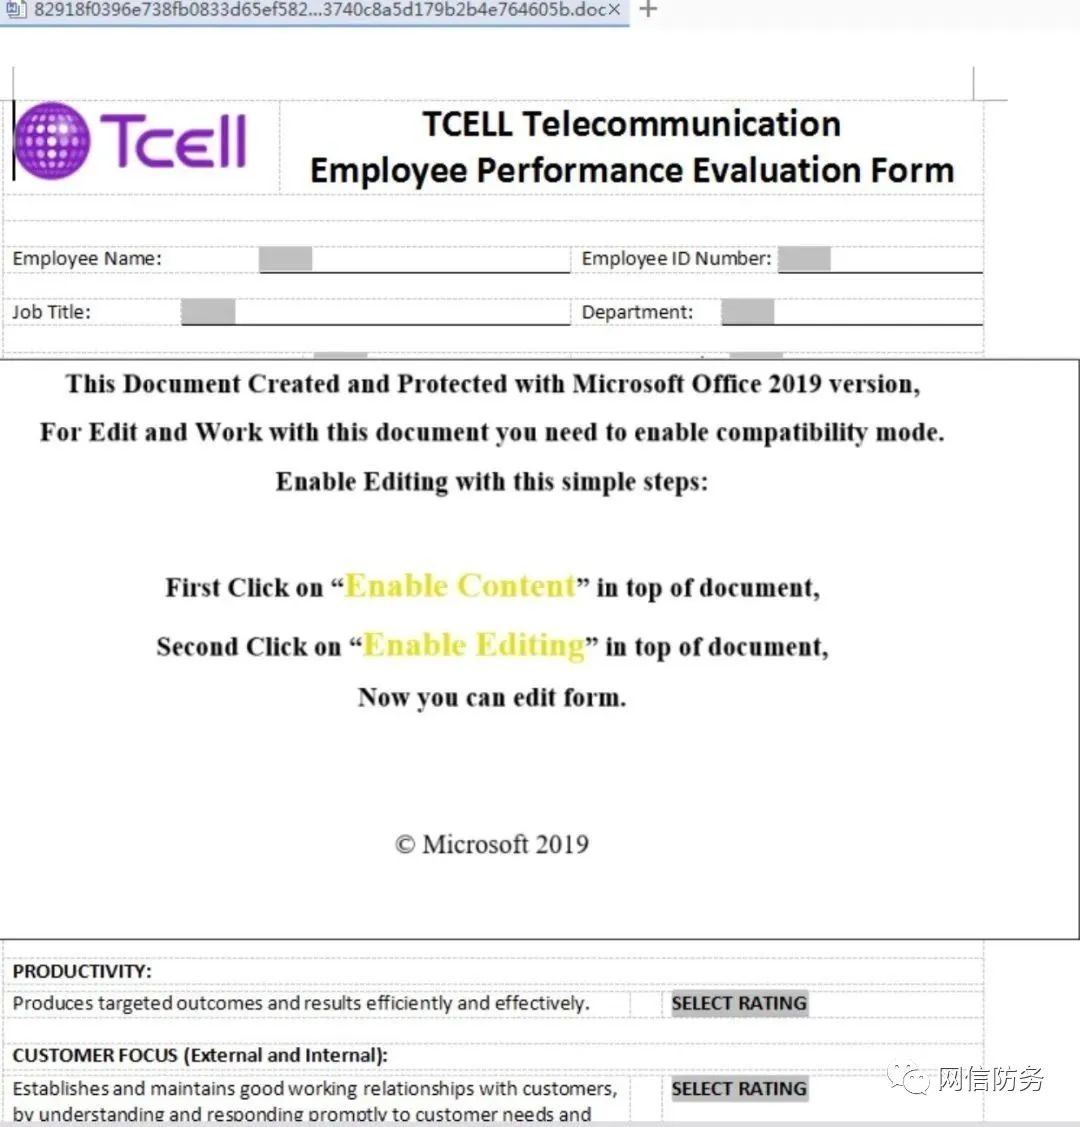 82918f0396e738fb0833d65ef582...3740c8a5d179b2b4e764605b.doc× +
Tcell
TCELL Telecommunication
Employee Performance Evaluation Form
Employee Name:
Employee ID Number:
Job Title:
Department:
This Document Created and Protected with Microsoft Office 2019 version,
For Edit and Work with this document you need to enable compatibility mode.
Enable Editing with this simple steps:
First Click on “Enable Content” in top of document,
Second Click on “Enable Editing” in top of document,
Now you can edit form.
© Microsoft 2019
PRODUCTIVITY:
Produces targeted outcomes and results efficiently and effectively.
SELECT RATING
CUSTOMER FOCUS (External and Internal):
Establishes and maintains good working relationships with customers,
SELECT RATING
by understanding and responding promptly to customer needs and
网信防务